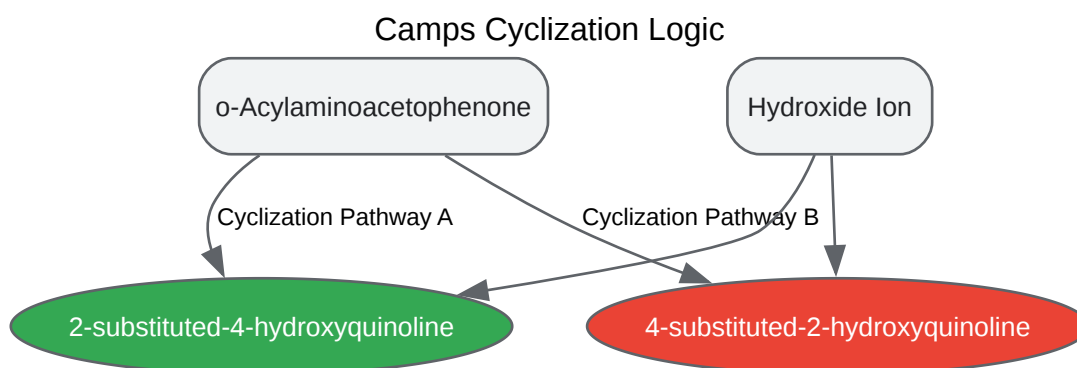 Camps Cyclization Logic
o-Acylaminoacetophenone
Hydroxide Ion
Cyclization Pathway A
Cyclization Pathway B
2-substituted-4-hydroxyquinoline
4-substituted-2-hydroxyquinoline